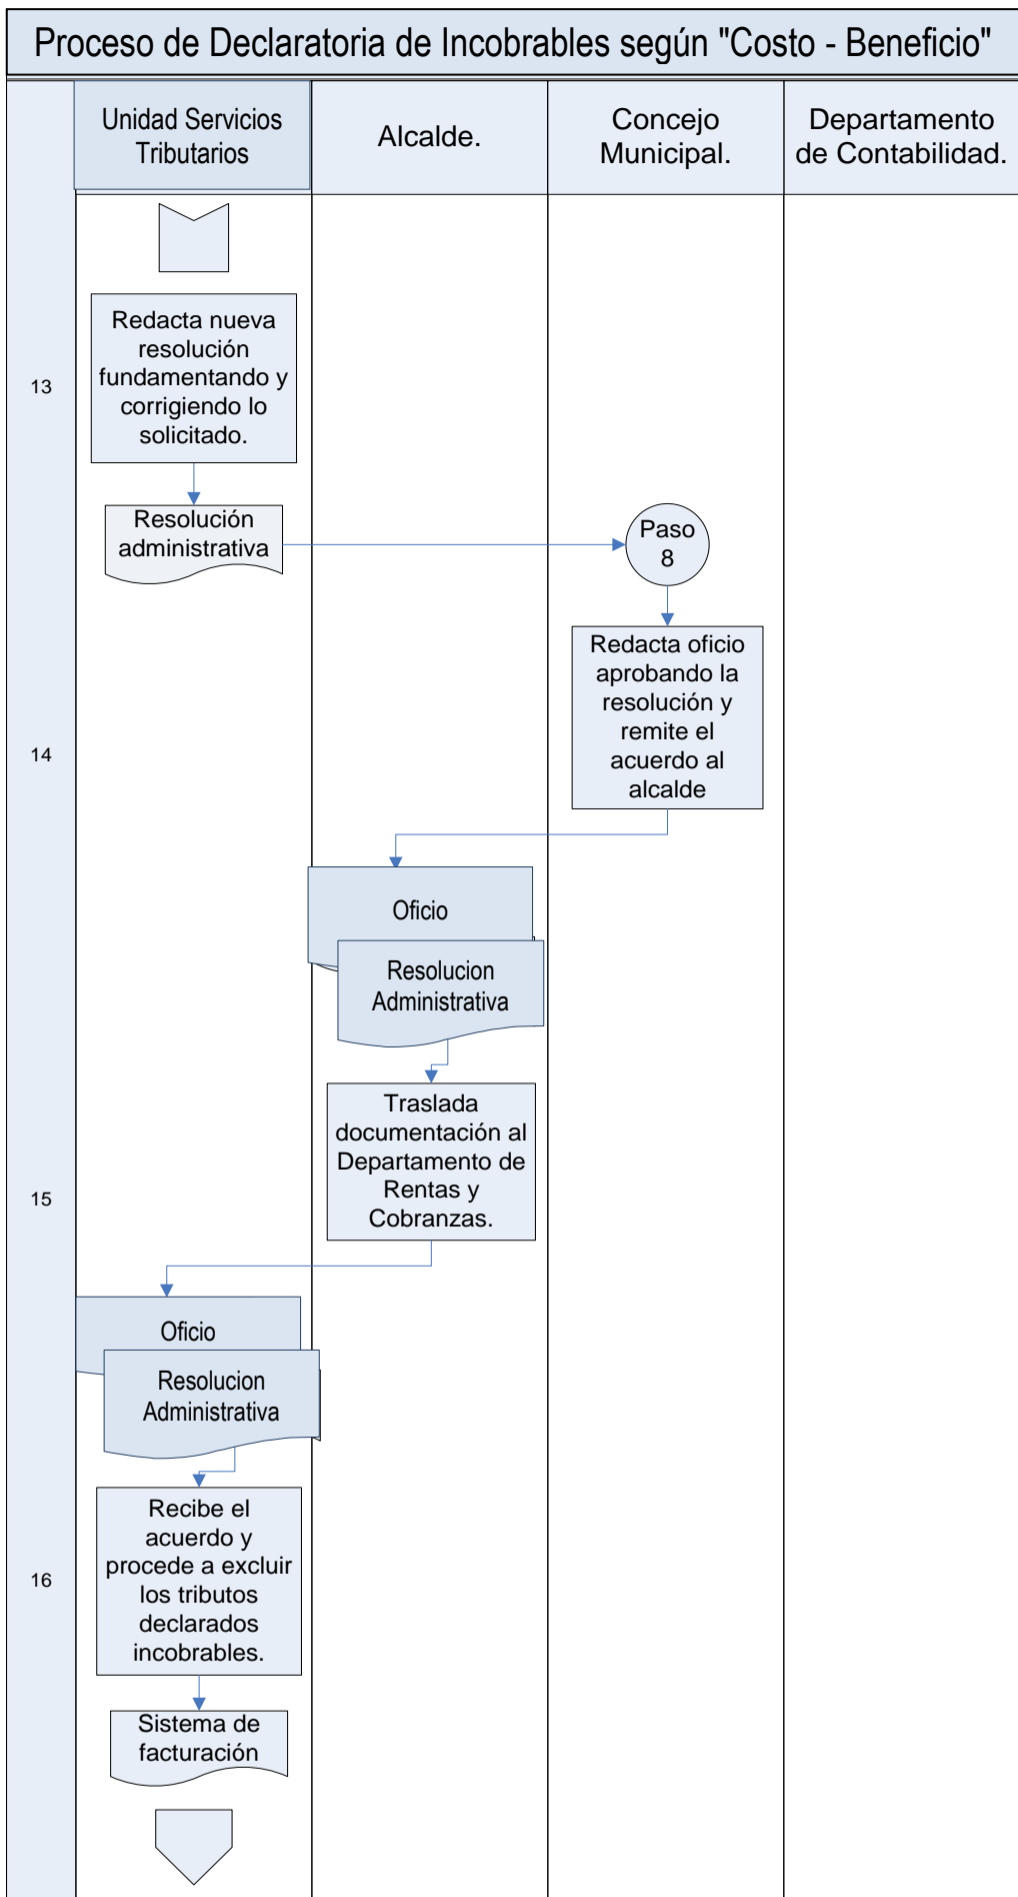 Proceso de Declaratoria de Incobrables según "Costo - Beneficio"
Unidad Servicios
Tributarios
Alcalde.
Concejo
Municipal.
Departamento
de Contabilidad.
13
Redacta nueva
resolución
fundamentando y
corrigiendo lo
solicitado.
Resolución
administrativa
Paso
8
14
Redacta oficio
aprobando la
resolución y
remite el
acuerdo al
alcalde
Oficio
Resolucion
Administrativa
15
Traslada
documentación al
Departamento de
Rentas y
Cobranzas.
Oficio
Resolucion
Administrativa
16
Recibe el
acuerdo y
procede a excluir
los tributos
declarados
incobrables.
Sistema de
facturación